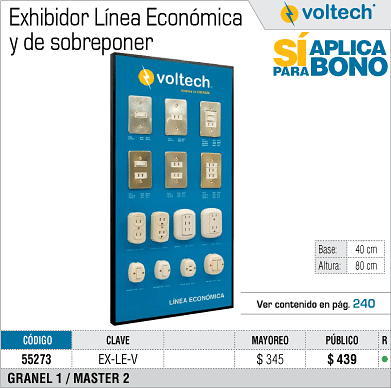 Exhibidor Línea Económica
y de sobreponer
voltech®
SÍ APLICA
PARA BONO
voltech®
LÍNEA ECONÓMICA
Base: 40 cm
Altura: 80 cm
Ver contenido en pág. 240
CÓDIGO CLAVE MAYOREO PÚBLICO R
55273 EX-LE-V $ 345 $ 439
GRANEL 1 / MASTER 2